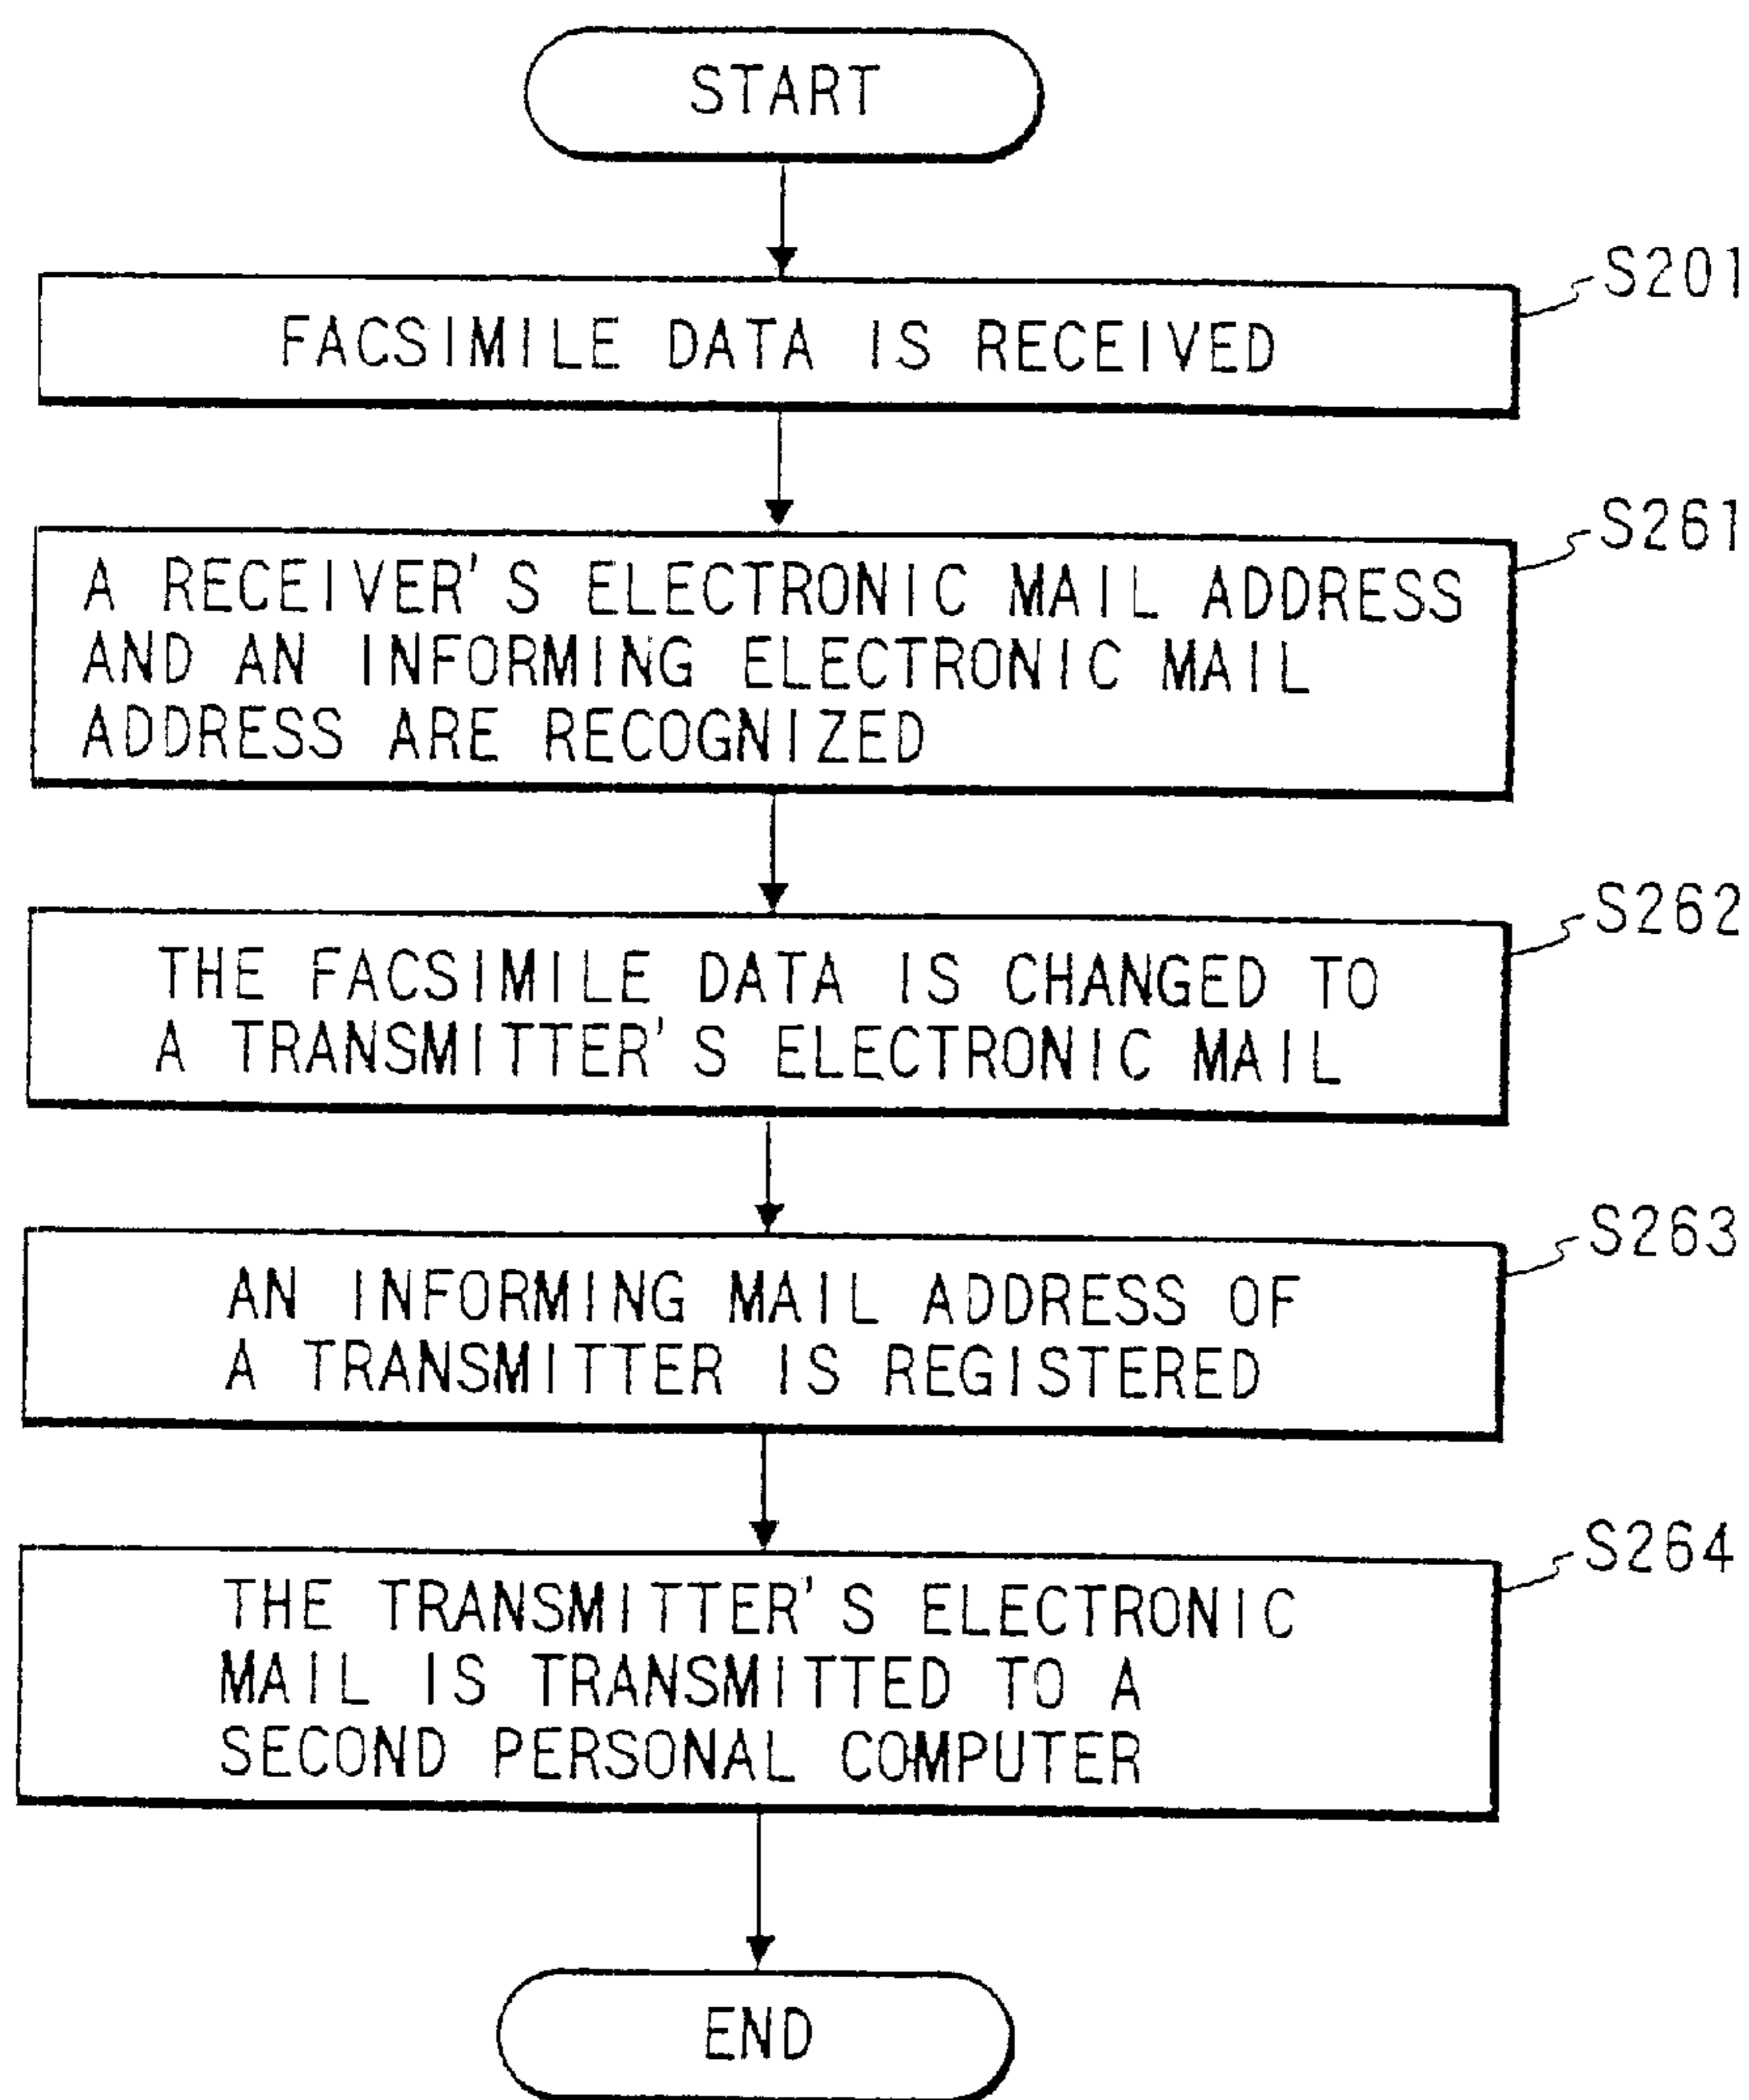 START
S201
FACSIMILE DATA IS RECEIVED
S261
A RECEIVER'S ELECTRONIC MAIL ADDRESS
AND AN INFORMING ELECTRONIC MAIL
ADDRESS ARE RECOGNIZED
S262
THE FACSIMILE DATA IS CHANGED TO
A TRANSMITTER'S ELECTRONIC MAIL
S263
AN INFORMING MAIL ADDRESS OF
A TRANSMITTER IS REGISTERED
S264
THE TRANSMITTER'S ELECTRONIC
MAIL IS TRANSMITTED TO A
SECOND PERSONAL COMPUTER
END